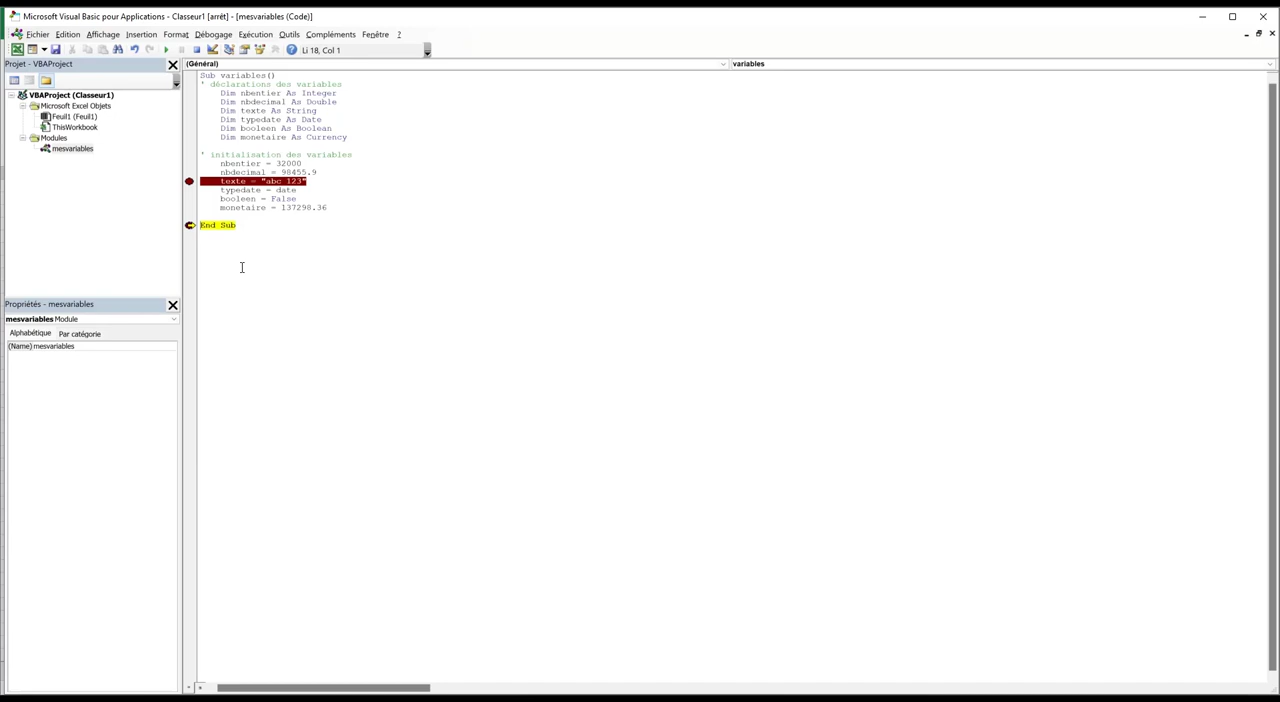 Microsoft Visual Basic pour Applications - Classeur1 [arrêt] - [mesvariables (Code)]
Fichier Edition Affichage Insertion Format Débogage Exécution Outils Compléments Fenêtre ?
Li 18, Col 1
Projet - VBAProject
(Général)
variables
VBAProject (Classeur1)
Microsoft Excel Objets
Feuil1 (Feuil1)
ThisWorkbook
Modules
mesvariables
Sub variables()
' déclarations des variables
Dim nbentier As Integer
Dim nbdecimal As Double
Dim texte As String
Dim typedate As Date
Dim booleen As Boolean
Dim monetaire As Currency
' initialisation des variables
nbentier = 32000
nbdecimal = 98455.9
texte = "abc 123"
typedate = date
booleen = False
monetaire = 137298.36
End Sub
Propriétés - mesvariables
mesvariables Module
Alphabétique Par catégorie
(Name) mesvariables